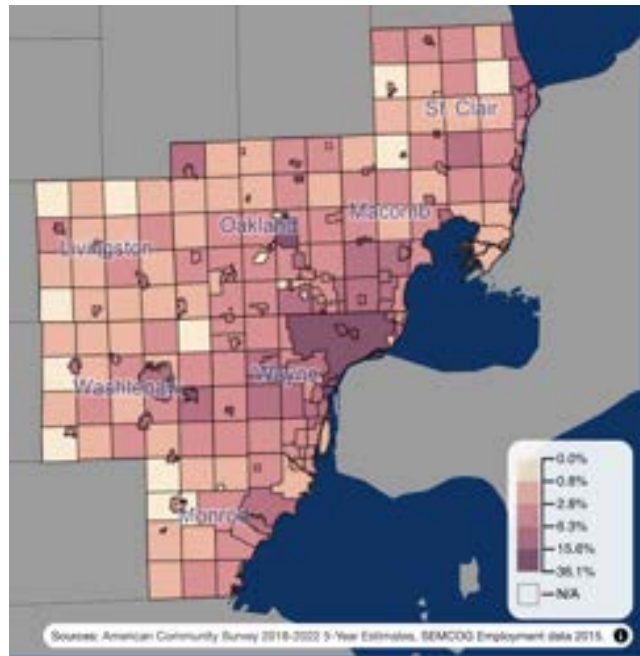 St. Clair
Oakland
Macomb
Livingston
Washtenaw
Wayne
Monroe
0.0%
0.8%
2.8%
6.3%
15.6%
36.1%
N/A
Sources: American Community Survey 2018-2022 5-Year Estimates, SEMCOG Employment data 2015.